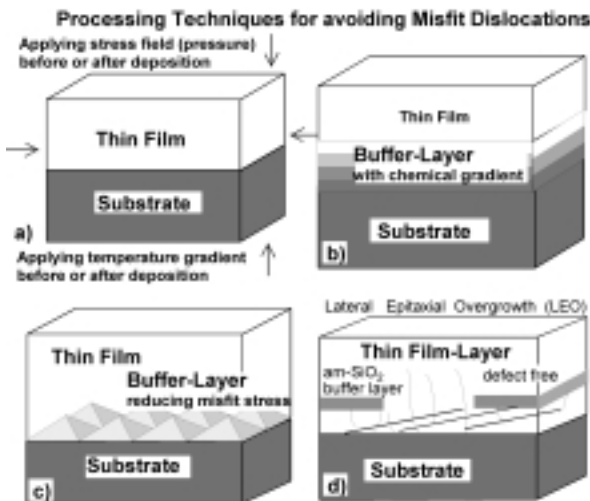 Processing Techniques for avoiding Misfit Dislocations
Applying stress field (pressure)
before or after deposition
Thin Film
Substrate
a)
Applying temperature gradient
before or after deposition
Thin Film
Buffer-Layer
with chemical gradient
Substrate
b)
Thin Film
Buffer-Layer
reducing misfit stress
Substrate
c)
Lateral Epitaxial Overgrowth (LEO)
Thin Film-Layer
am-SiO₂
buffer layer
defect free
Substrate
d)